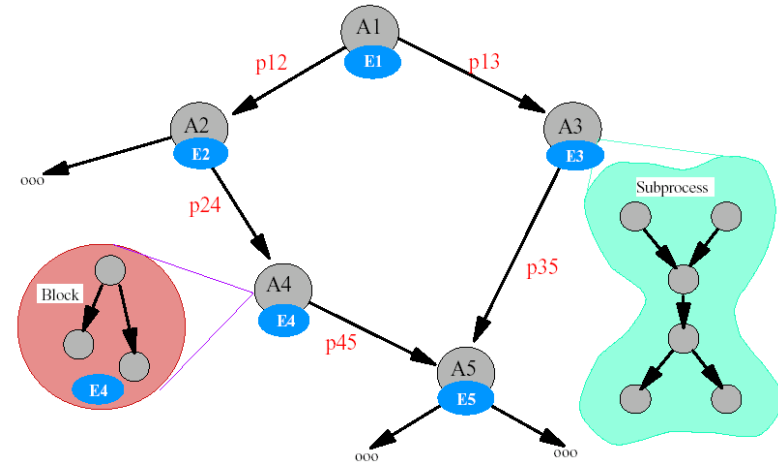 A1
E1
p12
p13
A2
E2
A3
E3
ooo
Subprocess
p24
p35
A4
E4
Block
p45
A5
E5
E4
ooo
ooo